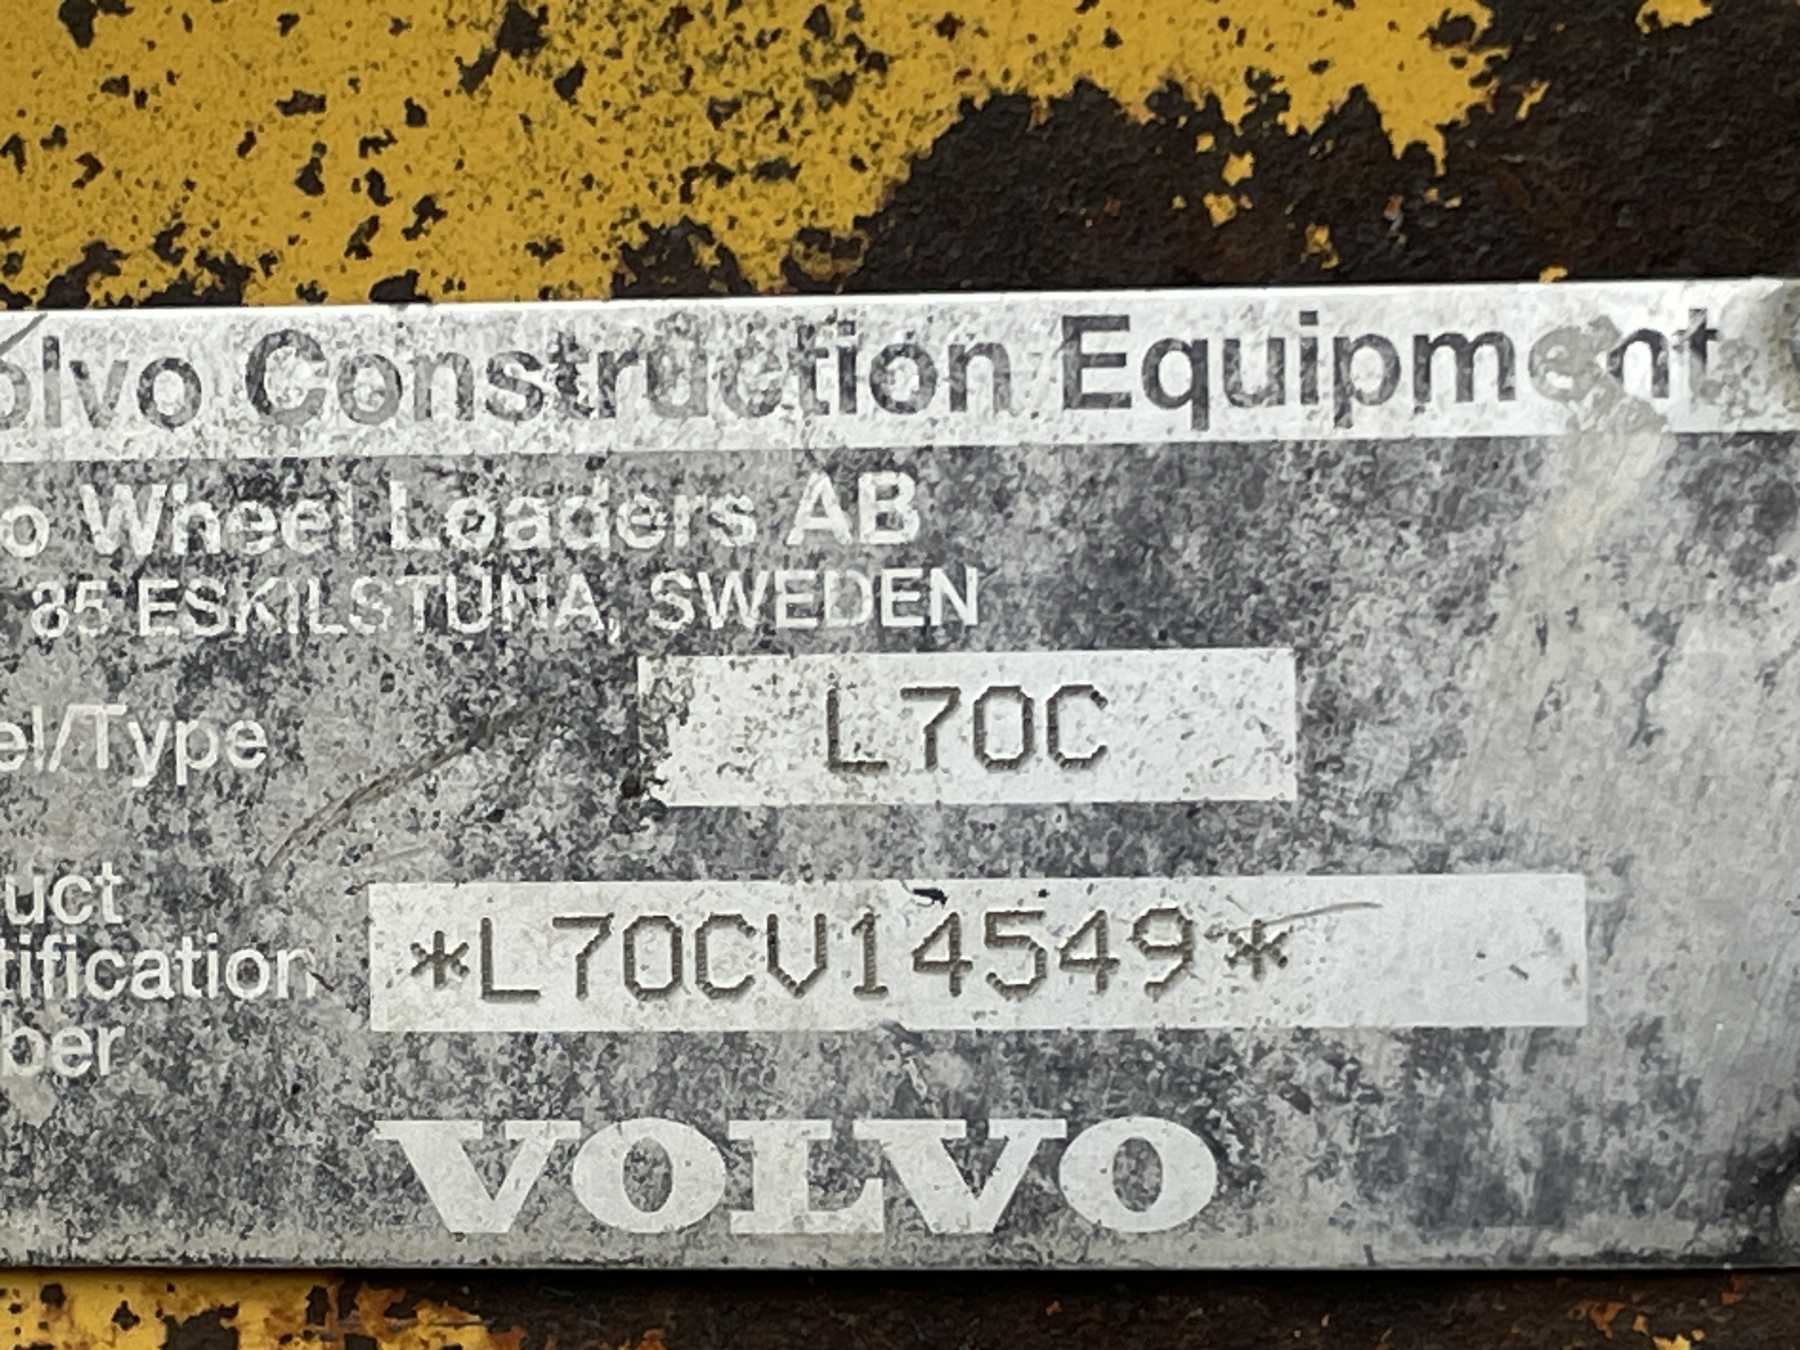 olvo Construction Equipment
o Wheel Loaders AB
85 ESKILSTUNA, SWEDEN
el/Type L70C
uct
tification *L70CV14549*
ber
VOLVO